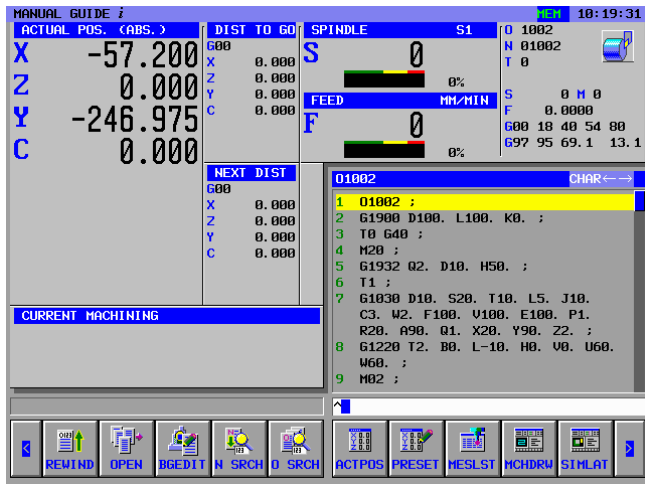 MANUAL GUIDE i
MEM 10:19:31
ACTUAL POS. (ABS.)
X -57.200
Z 0.000
Y -246.975
C 0.000
DIST TO GO
G00
X 0.000
Z 0.000
Y 0.000
C 0.000
SPINDLE S1
S 0
0%
FEED MM/MIN
F 0
0%
O 1002
N 01002
T 0
S 0 M 0
F 0.0000
G00 18 40 54 80
G97 95 69.1 13.1
NEXT DIST
G00
X 0.000
Z 0.000
Y 0.000
C 0.000
CURRENT MACHINING
O1002 CHAR←→
1 O1002 ;
2 G1900 D100. L100. K0. ;
3 T0 G40 ;
4 M20 ;
5 G1932 Q2. D10. H50. ;
6 T1 ;
7 G1030 D10. S20. T10. L5. J10.
C3. W2. F100. V100. E100. P1.
R20. A90. Q1. X20. Y90. Z2. ;
8 G1220 T2. B0. L-10. H0. V0. U60.
W60. ;
9 M02 ;
^
< REWIND OPEN BGEDIT N SRCH O SRCH ACTPOS PRESET MESLST MCHDRW SIMLAT >